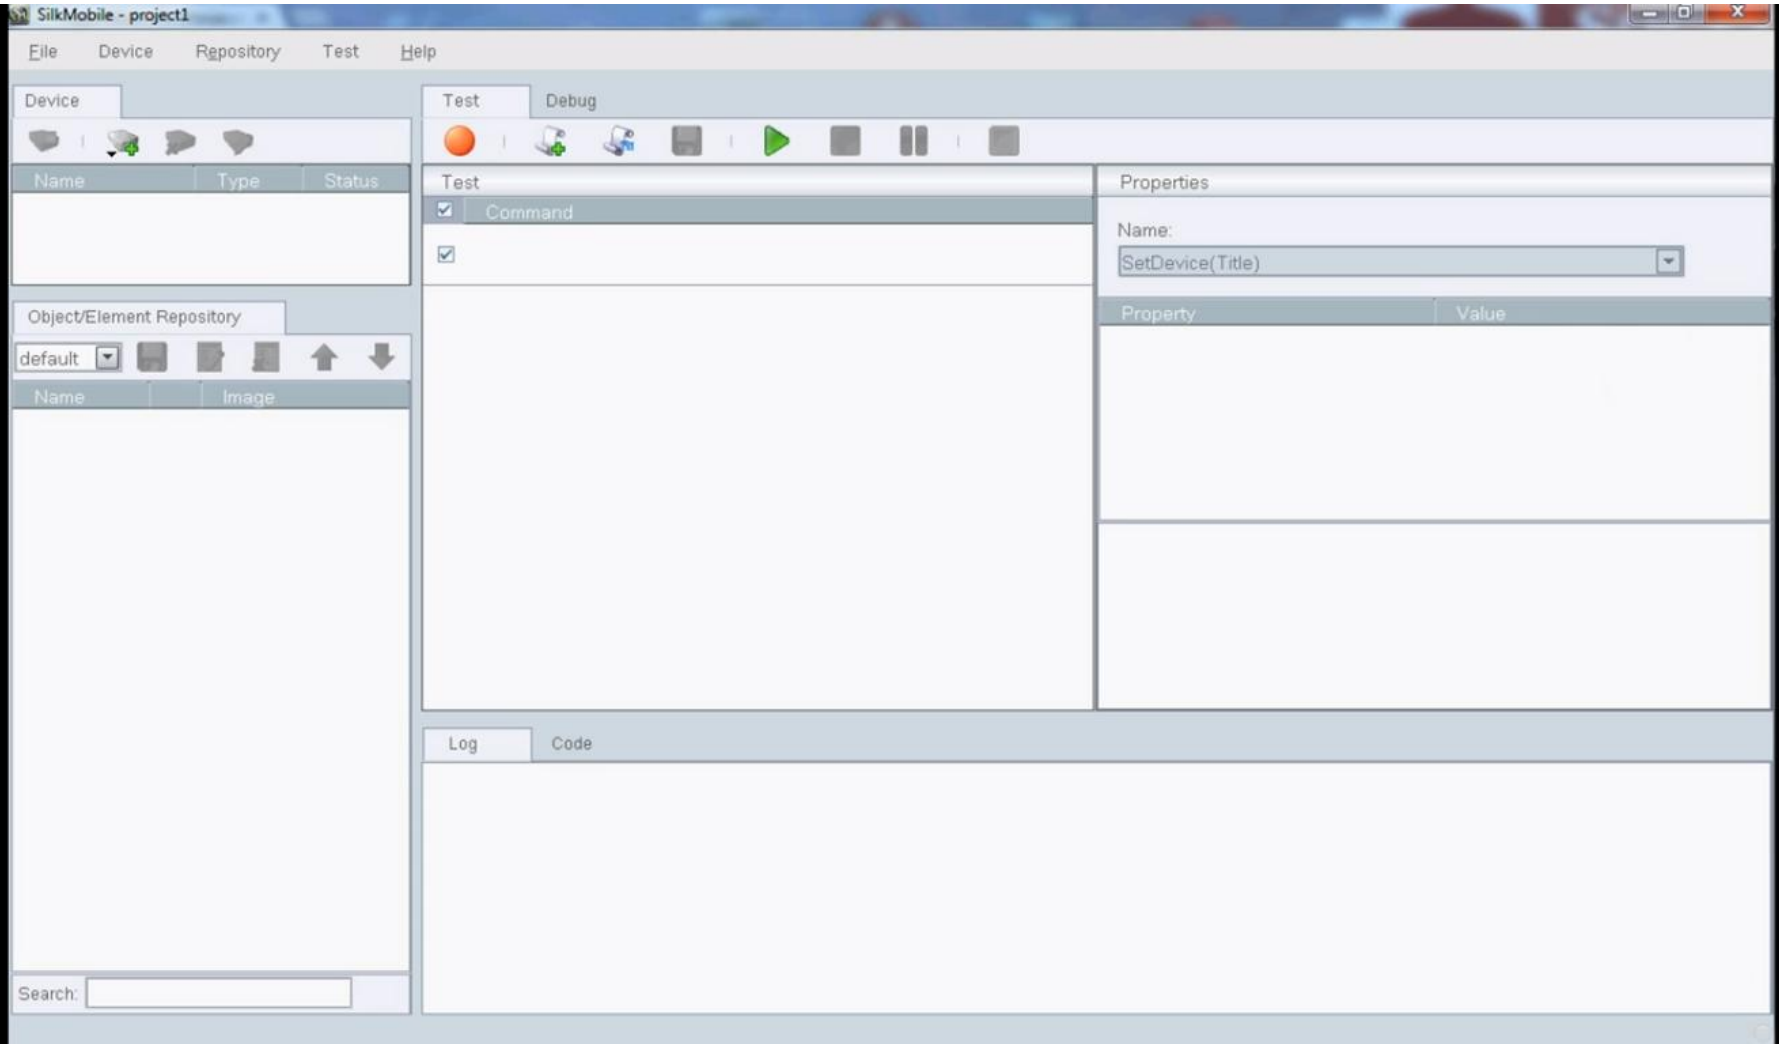 SilkMobile - project1
File Device Repository Test Help
Device
Name Type Status
Object/Element Repository
default
Name Image
Search:
Test Debug
Test
Command
Properties
Name:
SetDevice(Title)
Property Value
Log Code